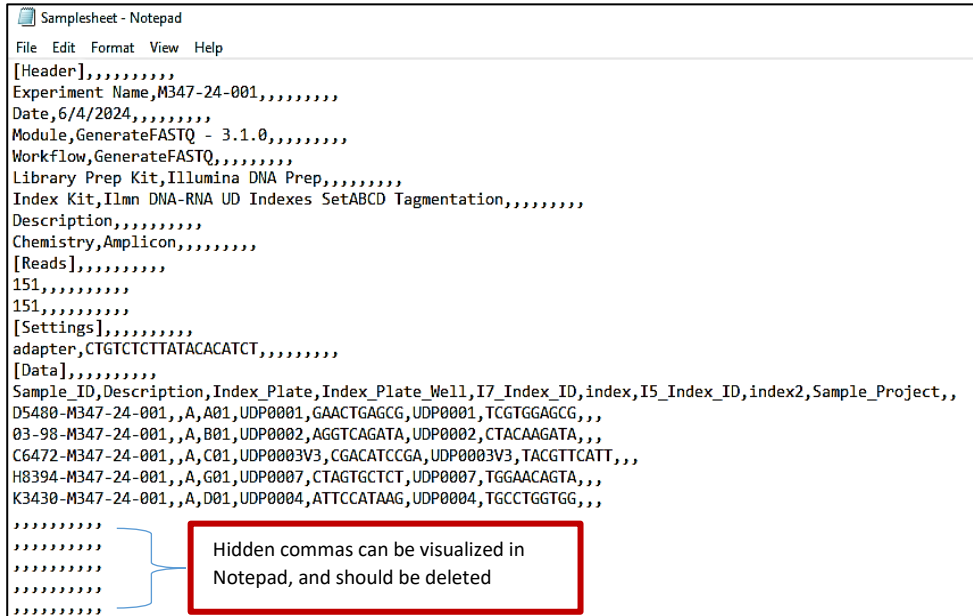 Samplesheet - Notepad
File Edit Format View Help
[Header],,,,,,,,,,
Experiment Name,M347-24-001,,,,,,,,,
Date,6/4/2024,,,,,,,,,
Module,GenerateFASTQ - 3.1.0,,,,,,,,,
Workflow,GenerateFASTQ,,,,,,,,,
Library Prep Kit,Illumina DNA Prep,,,,,,,,,
Index Kit,Ilmn DNA-RNA UD Indexes SetABCD Tagmentation,,,,,,,,,
Description,,,,,,,,,,
Chemistry,Amplicon,,,,,,,,,
[Reads],,,,,,,,,,
151,,,,,,,,,,
151,,,,,,,,,,
[Settings],,,,,,,,,,
adapter,CTGTCTCTTATACACATCT,,,,,,,,,
[Data],,,,,,,,,,
Sample_ID,Description,Index_Plate,Index_Plate_Well,I7_Index_ID,index,I5_Index_ID,index2,Sample_Project,,
D5480-M347-24-001,,A,A01,UDP0001,GAACTGAGCG,UDP0001,TCGTGGAGCG,,,
03-98-M347-24-001,,A,B01,UDP0002,AGGTCAGATA,UDP0002,CTACAAGATA,,,
C6472-M347-24-001,,A,C01,UDP0003V3,CGACATCCGA,UDP0003V3,TACGTTCATT,,,
H8394-M347-24-001,,A,G01,UDP0007,CTAGTGCTCT,UDP0007,TGGAACAGTA,,,
K3430-M347-24-001,,A,D01,UDP0004,ATTCCATAAG,UDP0004,TGCCTGGTGG,,,
,,,,,,,,,,
,,,,,,,,,,
,,,,,,,,,,
,,,,,,,,,,
,,,,,,,,,,
Hidden commas can be visualized in
Notepad, and should be deleted